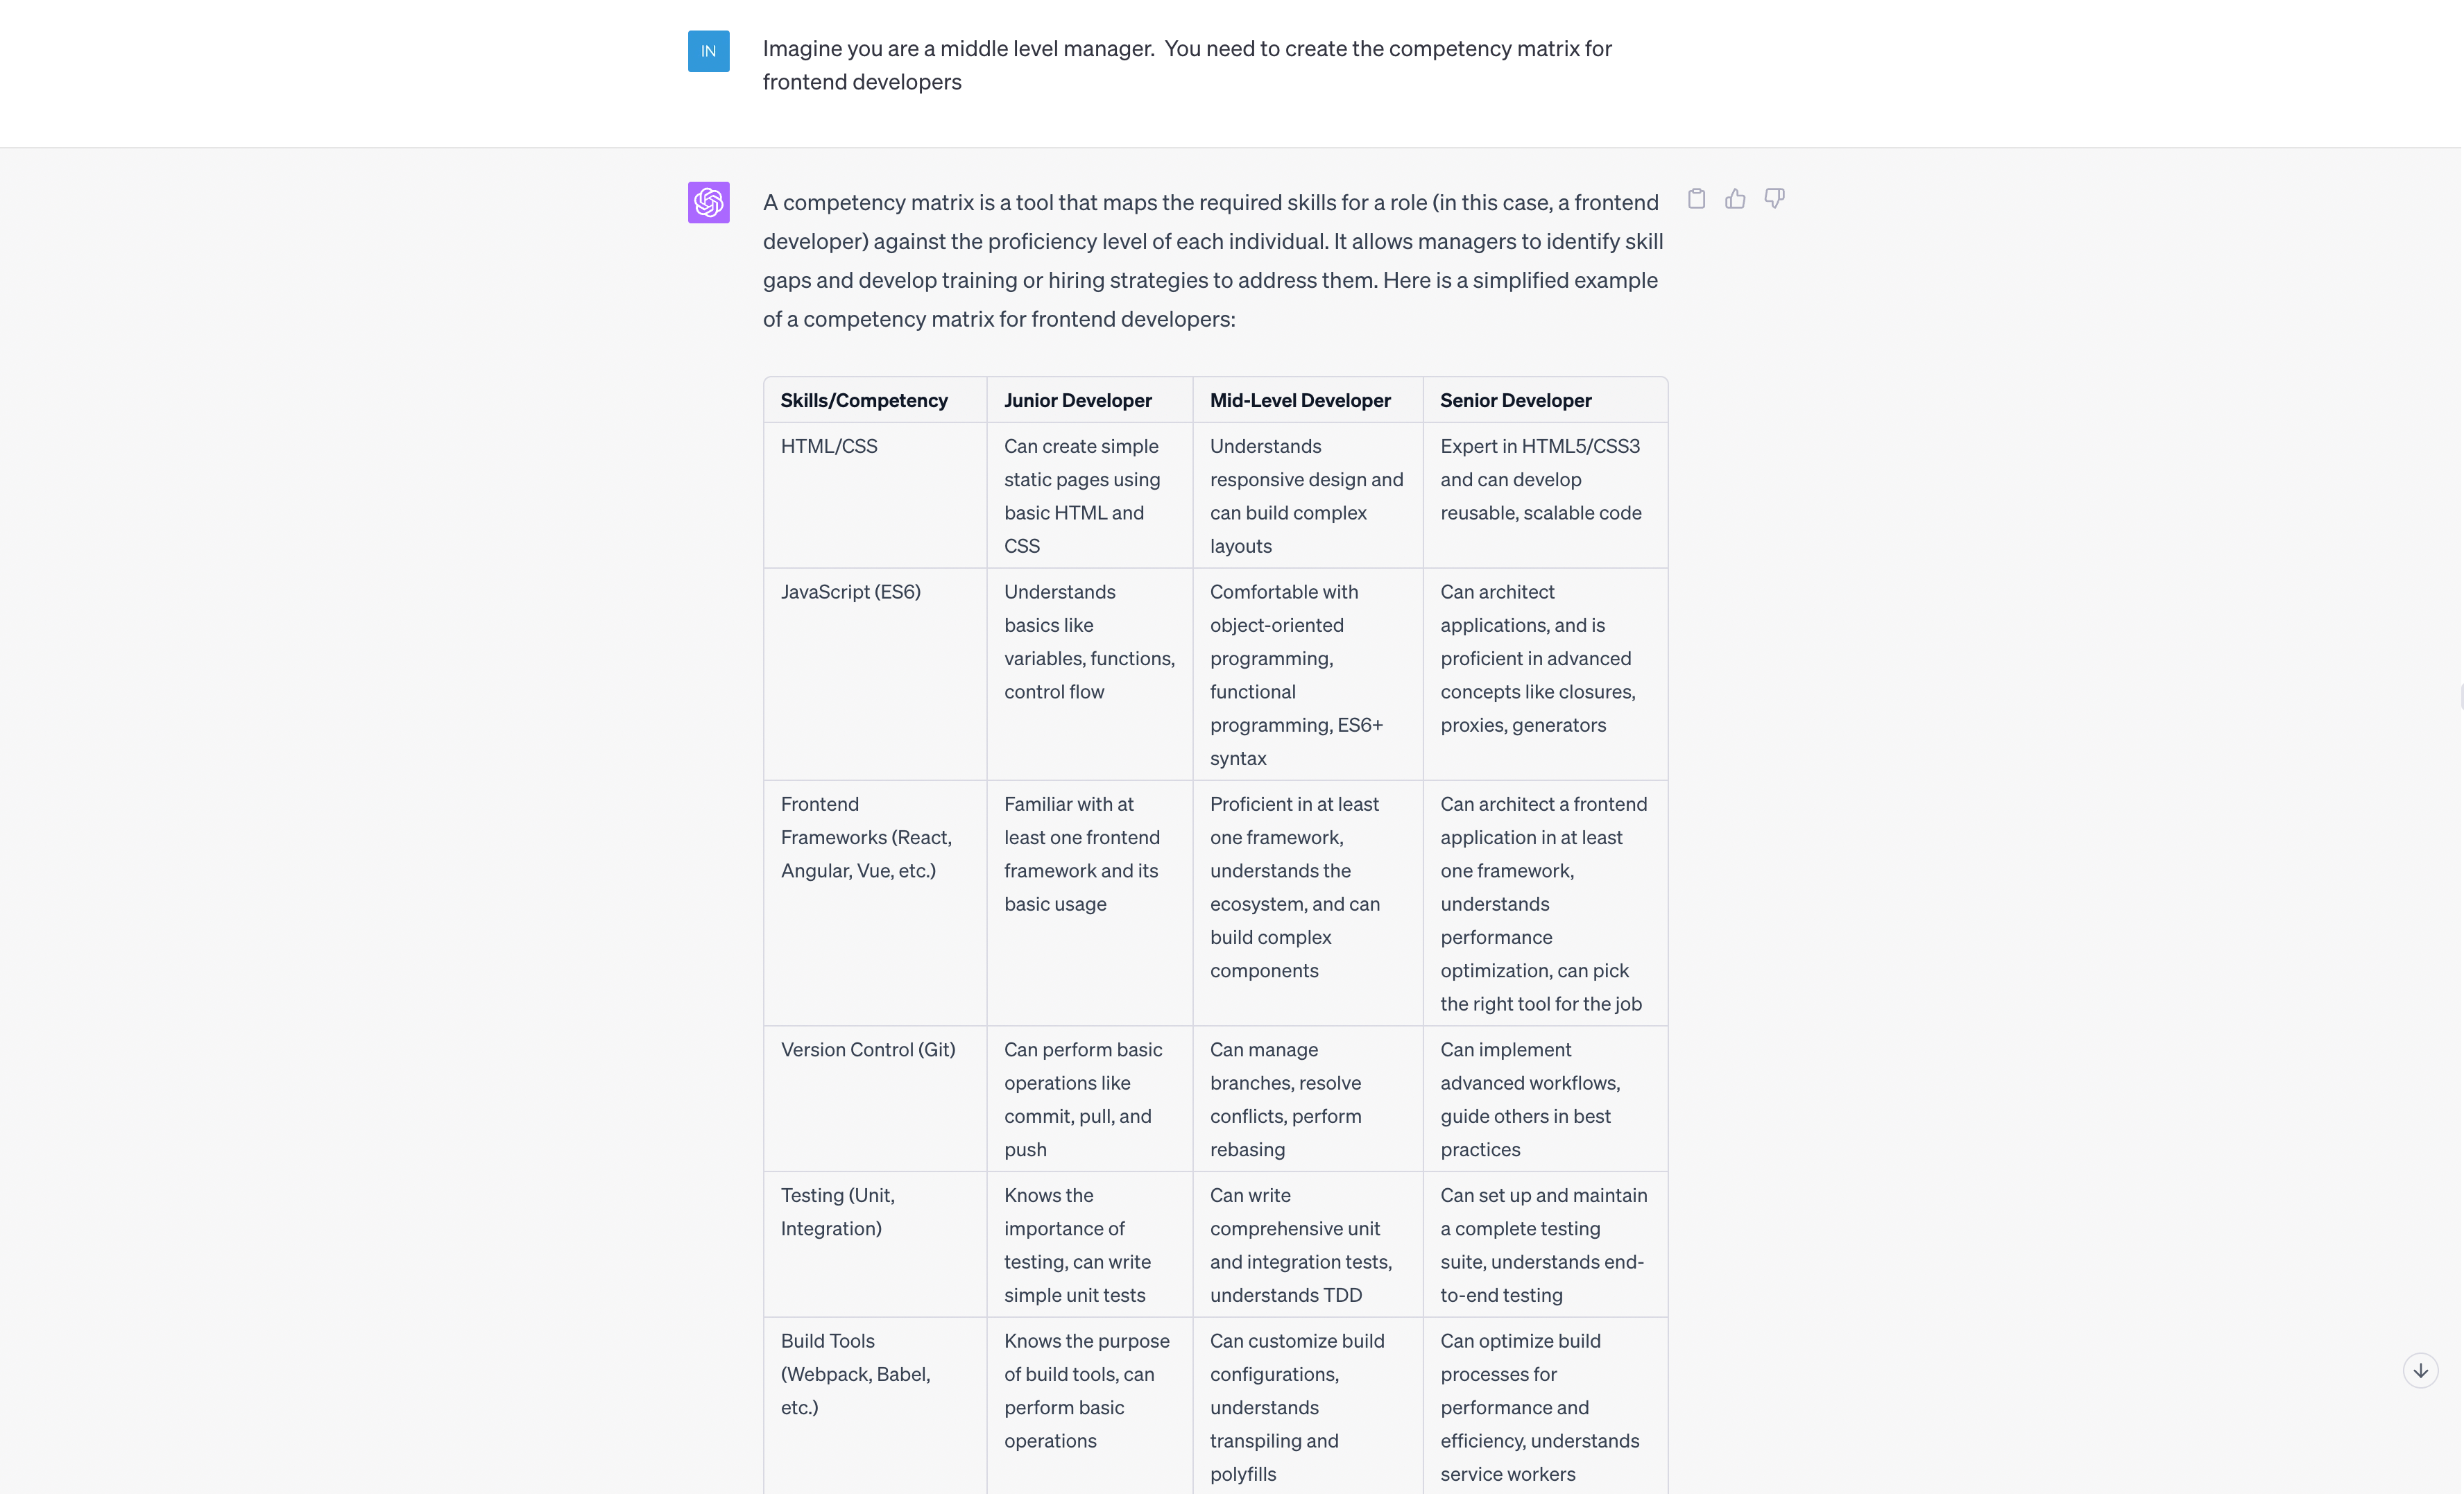 IN
Imagine you are a middle level manager.  You need to create the competency matrix for
frontend developers
A competency matrix is a tool that maps the required skills for a role (in this case, a frontend
developer) against the proficiency level of each individual. It allows managers to identify skill
gaps and develop training or hiring strategies to address them. Here is a simplified example
of a competency matrix for frontend developers:
Skills/Competency
Junior Developer
Mid-Level Developer
Senior Developer
HTML/CSS
Can create simple
static pages using
basic HTML and
CSS
Understands
responsive design and
can build complex
layouts
Expert in HTML5/CSS3
and can develop
reusable, scalable code
JavaScript (ES6)
Understands
basics like
variables, functions,
control flow
Comfortable with
object-oriented
programming,
functional
programming, ES6+
syntax
Can architect
applications, and is
proficient in advanced
concepts like closures,
proxies, generators
Frontend
Frameworks (React,
Angular, Vue, etc.)
Familiar with at
least one frontend
framework and its
basic usage
Proficient in at least
one framework,
understands the
ecosystem, and can
build complex
components
Can architect a frontend
application in at least
one framework,
understands
performance
optimization, can pick
the right tool for the job
Version Control (Git)
Can perform basic
operations like
commit, pull, and
push
Can manage
branches, resolve
conflicts, perform
rebasing
Can implement
advanced workflows,
guide others in best
practices
Testing (Unit,
Integration)
Knows the
importance of
testing, can write
simple unit tests
Can write
comprehensive unit
and integration tests,
understands TDD
Can set up and maintain
a complete testing
suite, understands end-
to-end testing
Build Tools
(Webpack, Babel,
etc.)
Knows the purpose
of build tools, can
perform basic
operations
Can customize build
configurations,
understands
transpiling and
polyfills
Can optimize build
processes for
performance and
efficiency, understands
service workers